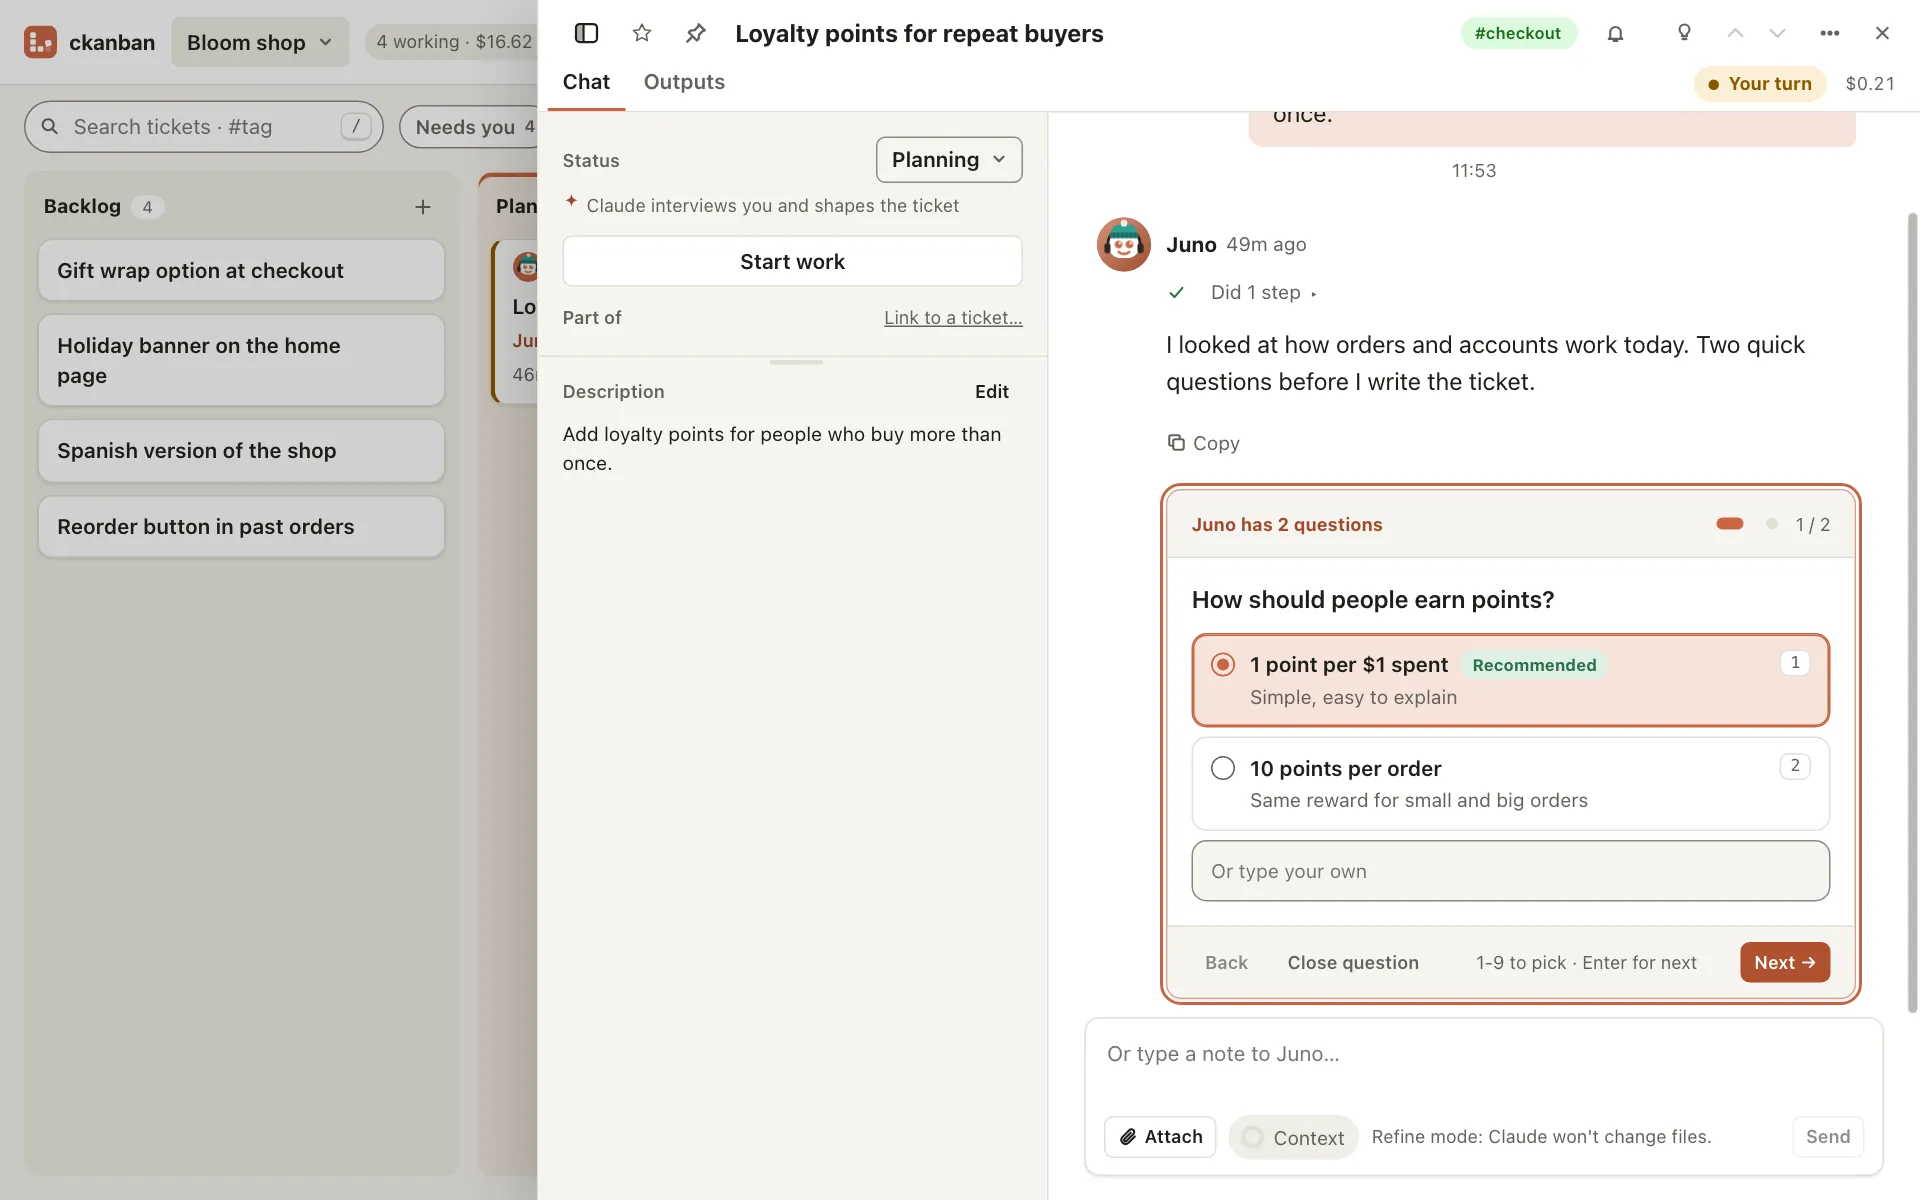 ckanban
Bloom shop
4 working · $16.62
Search tickets · #tag
/
Needs you 4
Backlog 4
Gift wrap option at checkout
Holiday banner on the home
page
Spanish version of the shop
Reorder button in past orders
Plan
Lo
Jun
46m
Loyalty points for repeat buyers
#checkout
Chat
Outputs
Your turn
$0.21
Status
Planning
Claude interviews you and shapes the ticket
Start work
Part of
Link to a ticket...
Description
Edit
Add loyalty points for people who buy more than
once.
once.
11:53
Juno 49m ago
Did 1 step
I looked at how orders and accounts work today. Two quick
questions before I write the ticket.
Copy
Juno has 2 questions
1 / 2
How should people earn points?
1 point per $1 spent Recommended
1
Simple, easy to explain
10 points per order
2
Same reward for small and big orders
Or type your own
Back
Close question
1-9 to pick · Enter for next
Next →
Or type a note to Juno...
Attach
Context
Refine mode: Claude won't change files.
Send